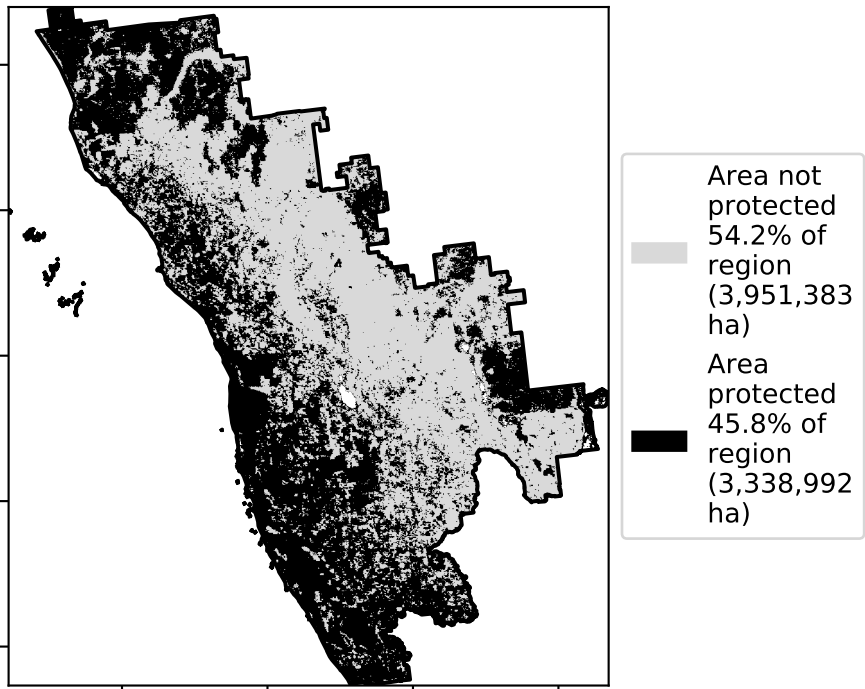 Area not
protected
54.2% of
region
(3,951,383
ha)
Area
protected
45.8% of
region
(3,338,992
ha)